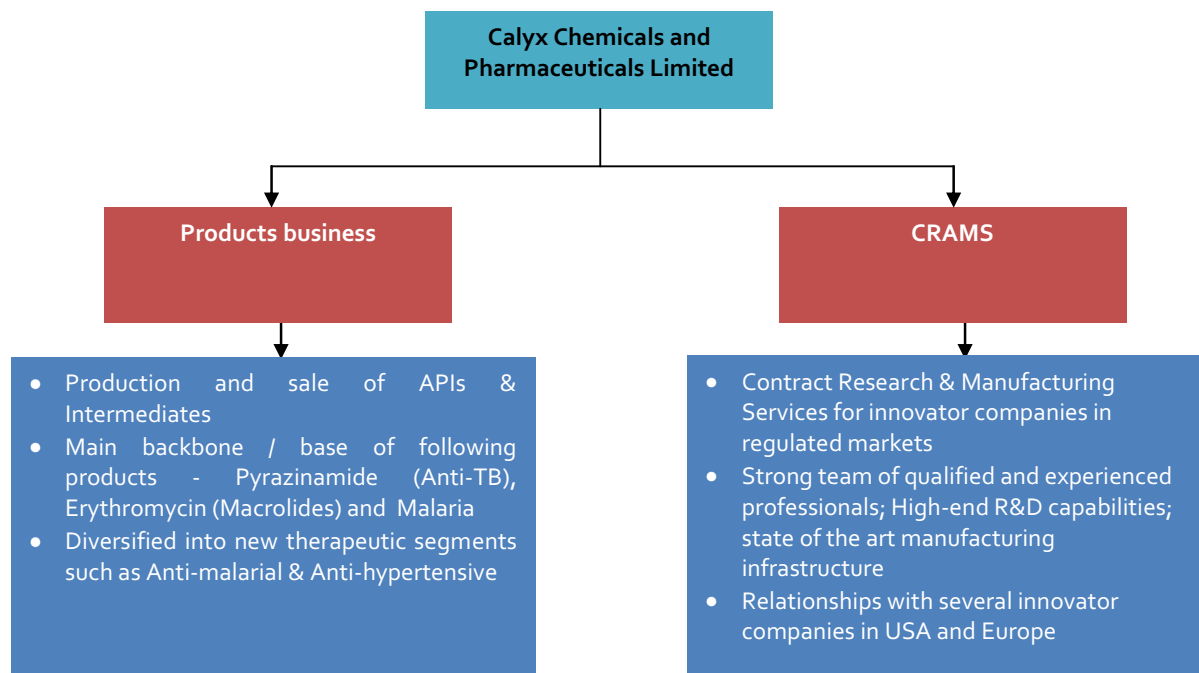 Calyx Chemicals and
Pharmaceuticals Limited
Products business
CRAMS
● Production and sale of APIs &
Intermediates
● Main backbone / base of following
products - Pyrazinamide (Anti-TB),
Erythromycin (Macrolides) and Malaria
● Diversified into new therapeutic segments
such as Anti-malarial & Anti-hypertensive
● Contract Research & Manufacturing
Services for innovator companies in
regulated markets
● Strong team of qualified and experienced
professionals; High-end R&D capabilities;
state of the art manufacturing
infrastructure
● Relationships with several innovator
companies in USA and Europe